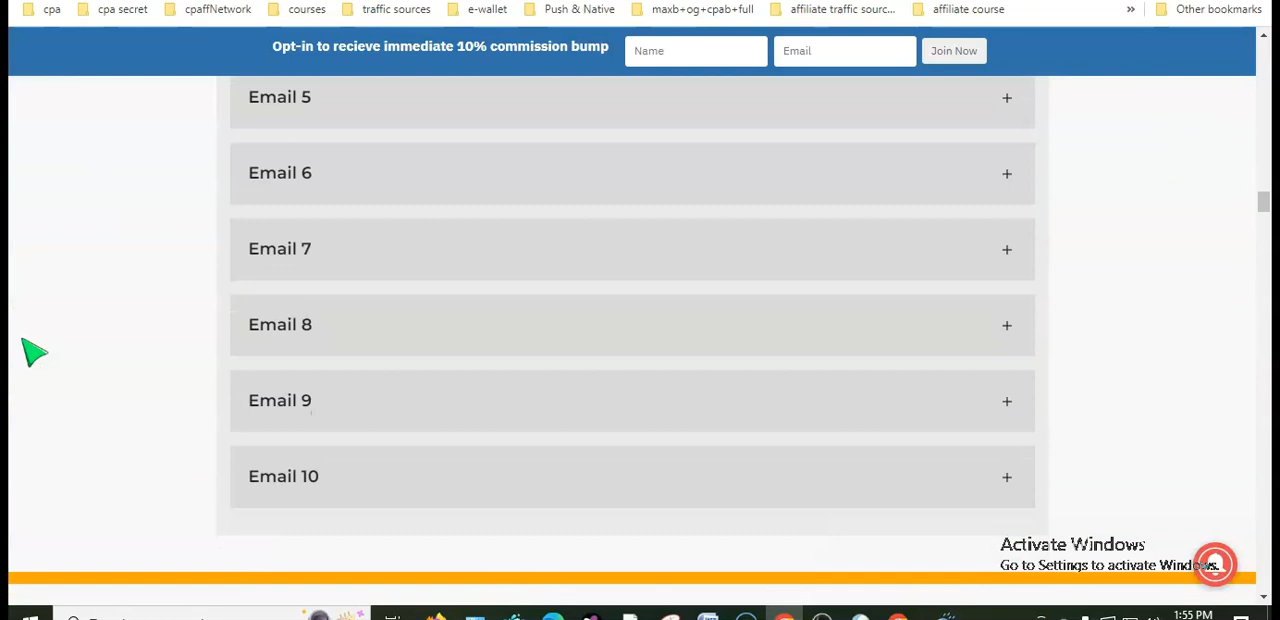 cpa cpa secret cpaffNetwork courses traffic sources e-wallet Push & Native maxb+og+cpab+full affiliate traffic sourc... affiliate course » Other bookmarks
Opt-in to recieve immediate 10% commission bump Name Email Join Now
Email 5 +
Email 6 +
Email 7 +
Email 8 +
Email 9 +
Email 10 +
Activate Windows
Go to Settings to activate Windows.
1:55 PM